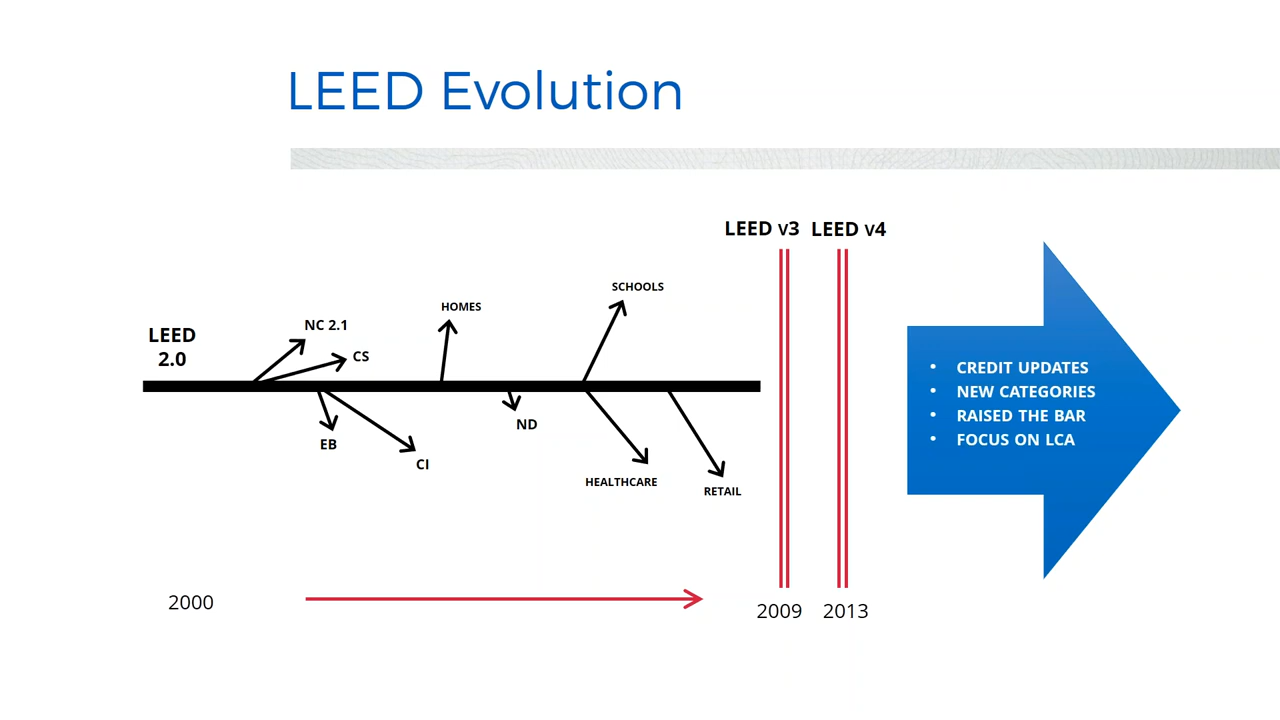 LEED Evolution
LEED v3
LEED v4
SCHOOLS
HOMES
NC 2.1
LEED
2.0
CS
EB
CI
ND
HEALTHCARE
RETAIL
• CREDIT UPDATES
• NEW CATEGORIES
• RAISED THE BAR
• FOCUS ON LCA
2000
2009
2013